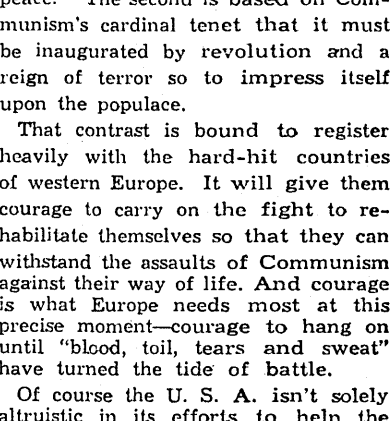 peace. The second is based on Com-
munism's cardinal tenet that it must
be inaugurated by revolution and a
reign of terror so to impress itself
upon the populace.
That contrast is bound to register
heavily with the hard-hit countries
of western Europe. It will give them
courage to carry on the fight to re-
habilitate themselves so that they can
withstand the assaults of Communism
against their way of life. And courage
is what Europe needs most at this
precise moment—courage to hang on
until "blood, toil, tears and sweat"
have turned the tide of battle.
Of course the U. S. A. isn't solely
altruistic in its efforts to help the